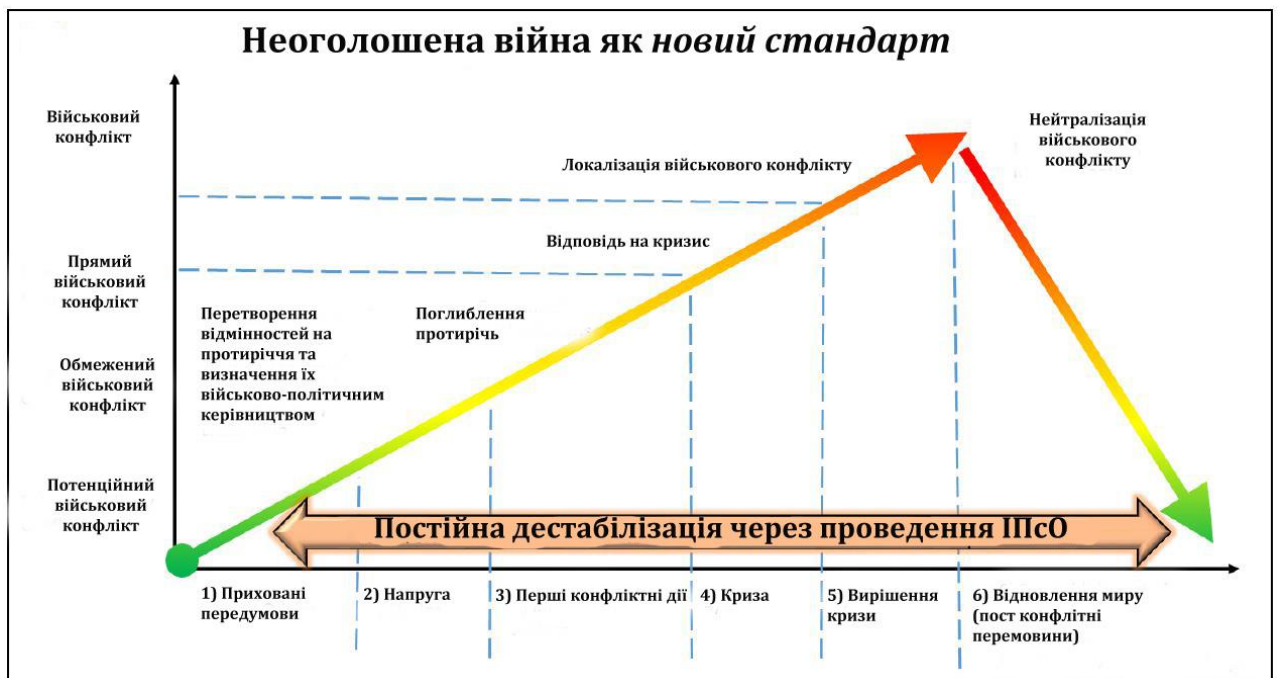 Неоголошена війна як новий стандарт
Військовий
конфлікт
Прямий
військовий
конфлікт
Обмежений
військовий
конфлікт
Потенційний
військовий
конфлікт
Нейтралізація
військового
конфлікту
Локалізація військового конфлікту
Відповідь на кризис
Перетворення
відмінностей на
протиріччя та
визначення їх
військово-політичним
керівництвом
Поглиблення
протирічь
Постійна дестабілізація через проведення ІПсО
1) Приховані
передумови
2) Напруга
3) Перші конфліктні дії
4) Криза
5) Вирішення
кризи
6) Відновлення миру
(пост конфлітні
перемовини)